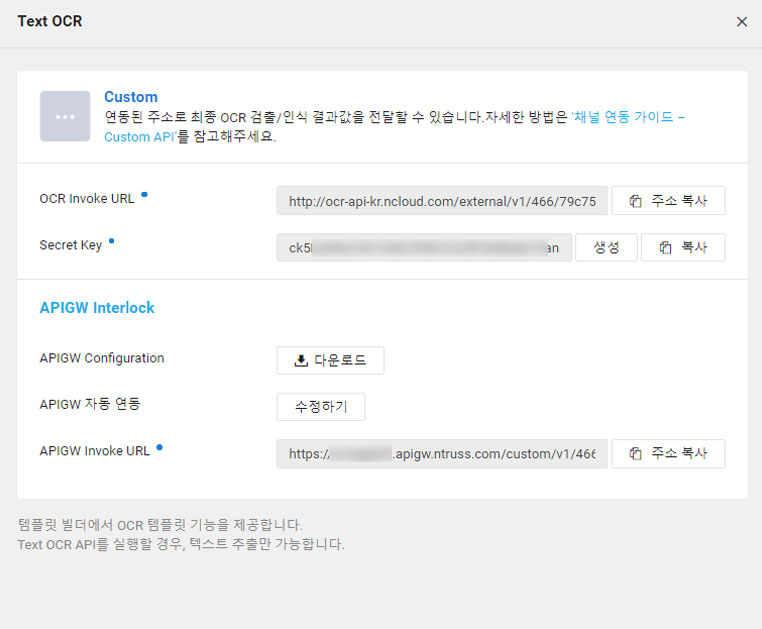 Text OCR
Custom
연동된 주소로 최종 OCR 검출/인식 결과값을 전달할 수 있습니다.자세한 방법은 '채널 연동 가이드 –
Custom API'를 참고해주세요.
OCR Invoke URL
http://ocr-api-kr.ncloud.com/external/v1/466/79c75
주소 복사
Secret Key
생성
복사
APIGW Interlock
APIGW Configuration
다운로드
APIGW 자동 연동
수정하기
APIGW Invoke URL
https:/ .apigw.ntruss.com/custom/v1/466
주소 복사
템플릿 빌더에서 OCR 템플릿 기능을 제공합니다.
Text OCR API를 실행할 경우, 텍스트 추출만 가능합니다.